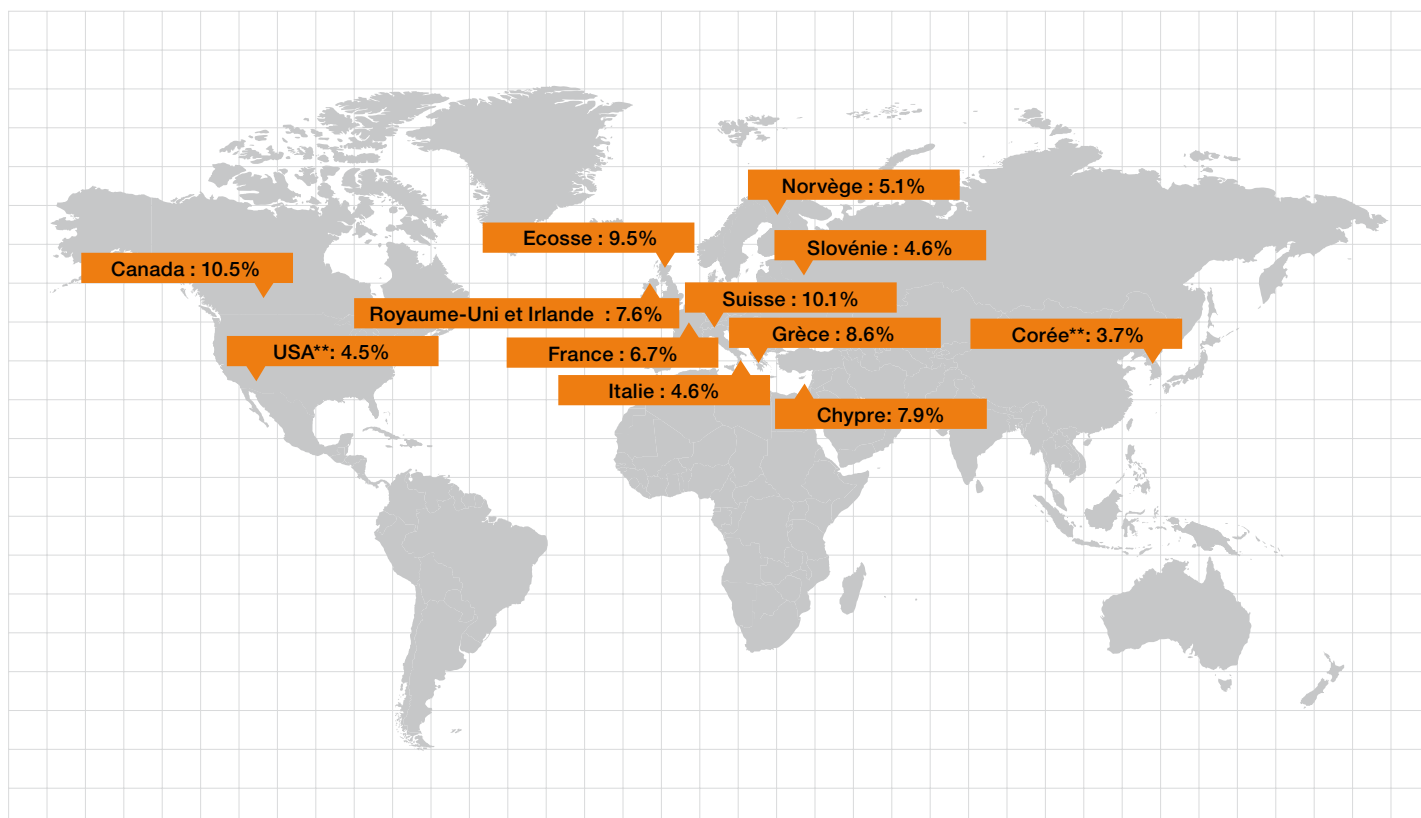 Norvège : 5.1%
Ecosse : 9.5%
Slovénie : 4.6%
Canada : 10.5%
Suisse : 10.1%
Royaume-Uni et Irlande : 7.6%
Grèce : 8.6%
Corée**: 3.7%
USA**: 4.5%
France : 6.7%
Italie : 4.6%
Chypre: 7.9%